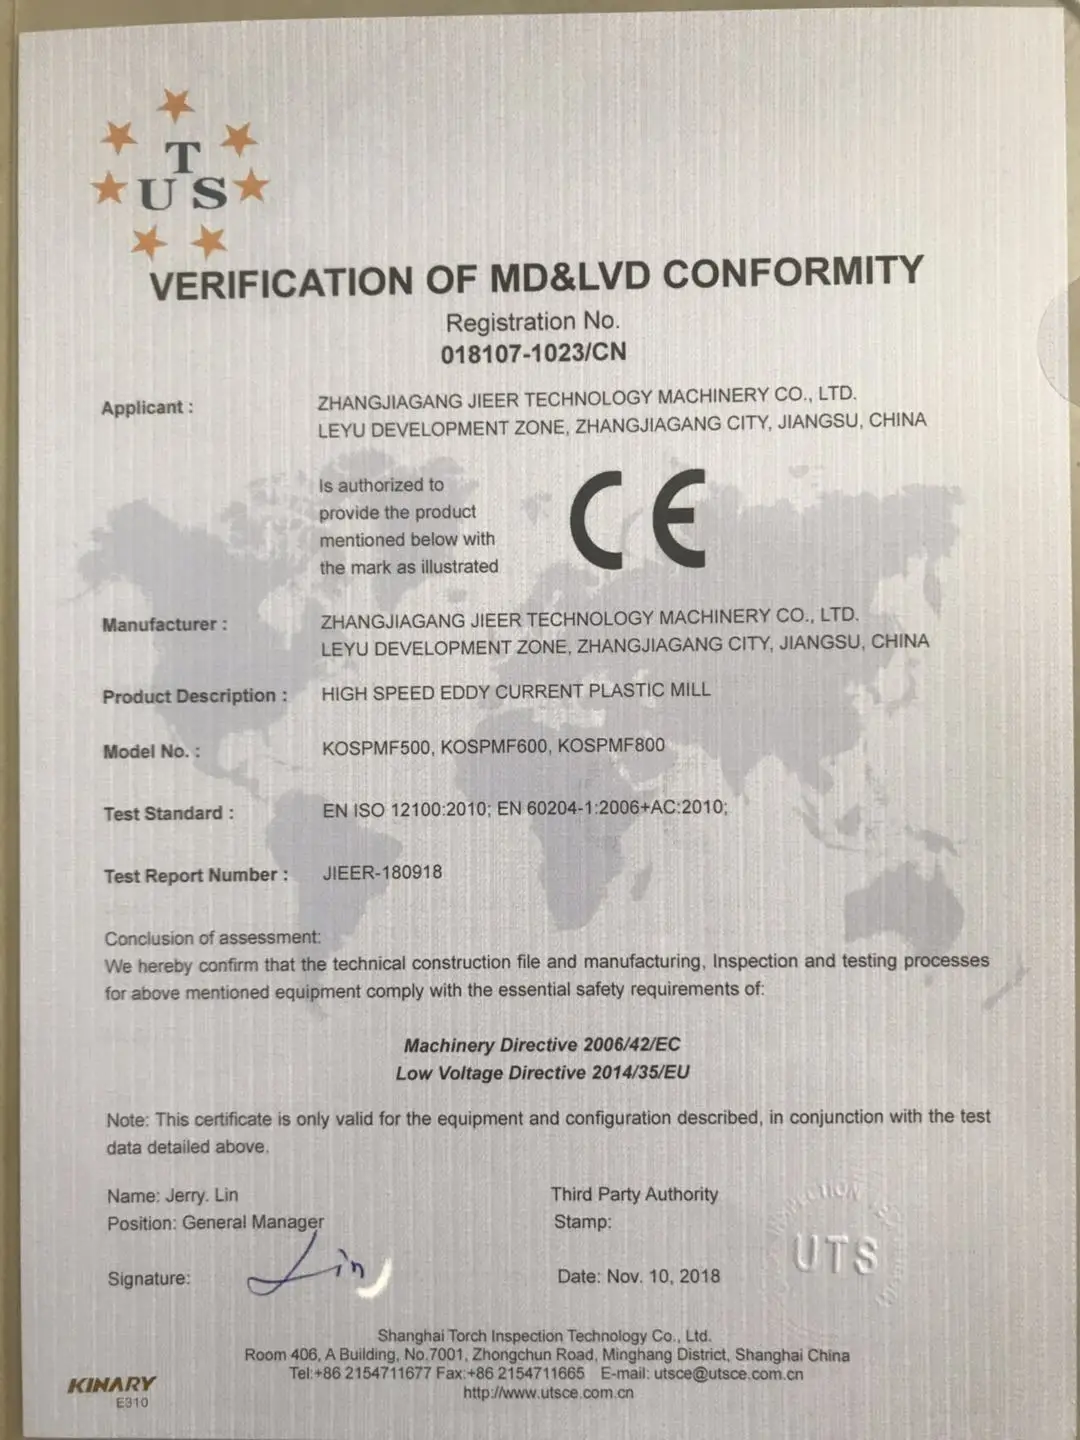 T
U S
VERIFICATION OF MD&LVD CONFORMITY
Registration No.
018107-1023/CN
Applicant : ZHANGJIAGANG JIEER TECHNOLOGY MACHINERY CO., LTD.
LEYU DEVELOPMENT ZONE, ZHANGJIAGANG CITY, JIANGSU, CHINA
Is authorized to
provide the product
mentioned below with
the mark as illustrated
CE
Manufacturer : ZHANGJIAGANG JIEER TECHNOLOGY MACHINERY CO., LTD.
LEYU DEVELOPMENT ZONE, ZHANGJIAGANG CITY, JIANGSU, CHINA
Product Description : HIGH SPEED EDDY CURRENT PLASTIC MILL
Model No. : KOSPMF500, KOSPMF600, KOSPMF800
Test Standard : EN ISO 12100:2010; EN 60204-1:2006+AC:2010;
Test Report Number : JIEER-180918
Conclusion of assessment:
We hereby confirm that the technical construction file and manufacturing, Inspection and testing processes
for above mentioned equipment comply with the essential safety requirements of:
Machinery Directive 2006/42/EC
Low Voltage Directive 2014/35/EU
Note: This certificate is only valid for the equipment and configuration described, in conjunction with the test
data detailed above.
Name: Jerry. Lin
Position: General Manager
Signature: Lin
Third Party Authority
Stamp:
UTS
Date: Nov. 10, 2018
Shanghai Torch Inspection Technology Co., Ltd.
Room 406, A Building, No.7001, Zhongchun Road, Minghang District, Shanghai China
Tel:+86 2154711677 Fax:+86 2154711665 E-mail: utsce@utsce.com.cn
http://www.utsce.com.cn
KINARY
E310